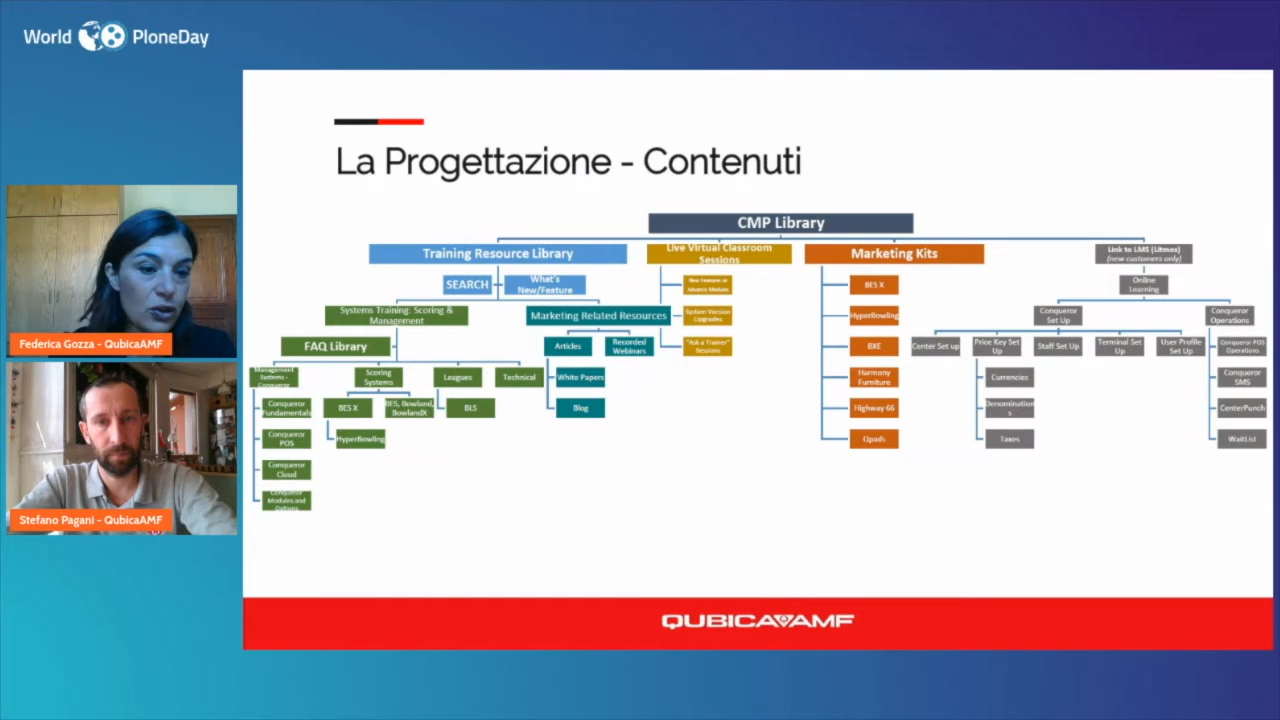 World PloneDay
La Progettazione - Contenuti
CMP Library
Training Resource Library
Live Virtual Classroom
Sessions
Marketing Kits
Link to LMS (Litmos)
(new customers only)
SEARCH
What's
New/Feature
New Features or
BES X
Online
Learning
Systems Training: Scoring &
Management
Marketing Related Resources
System Version
Upgrades
HyperBowling
Conqueror
Set Up
Conqueror
Operations
FAQ Library
Articles
Recorded
Webinars
"Ask a Trainer"
Sessions
BXE
Center Set up
Price Key Set
Up
Staff Set Up
Terminal Set
Up
User Profile
Set Up
Conqueror POS
Operations
Management
Systems -
Conqueror
Scoring
Systems
Leagues
Technical
White Papers
Harmony
Furniture
Currencies
Conqueror
SMS
Conqueror
Fundamentals
BES X
BES, Bowland,
BowlandX
BLS
Blog
Highway 66
Denomination
s
CenterPunch
Conqueror
POS
HyperBowling
Qpads
Taxes
WaitList
Conqueror
Cloud
Conqueror
Modules and
Options
Federica Gozza - QubicaAMF
Stefano Pagani - QubicaAMF
QUBICAAMF